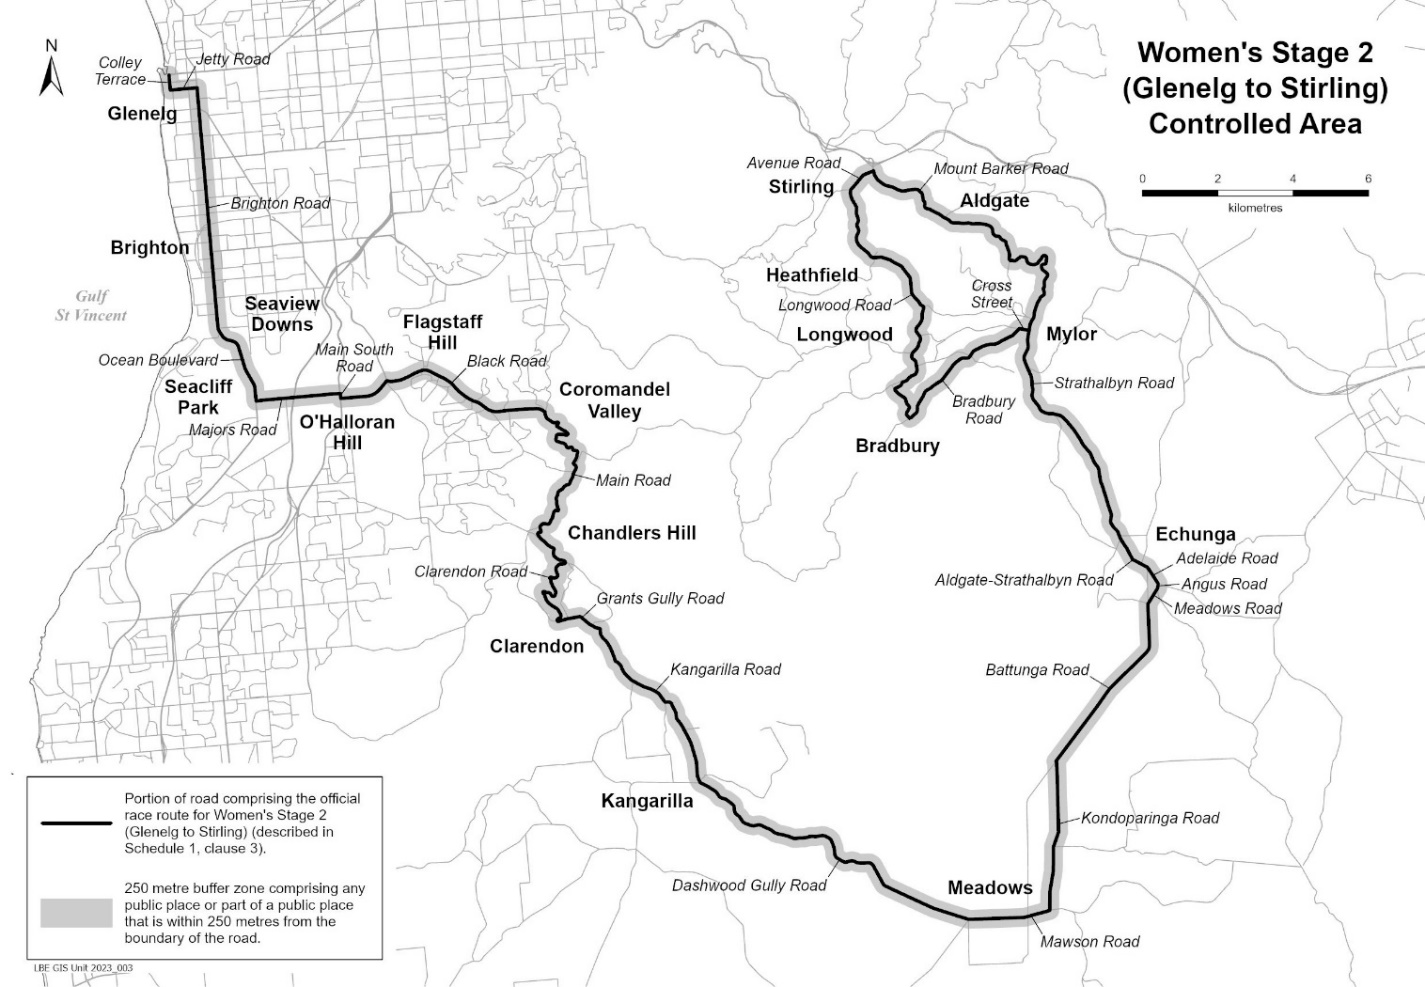 Women's Stage 2
(Glenelg to Stirling)
Controlled Area
N
0 2 4 6
kilometres
Colley
Terrace
Jetty Road
Glenelg
Avenue Road
Mount Barker Road
Stirling
Aldgate
Brighton Road
Brighton
Heathfield
Cross
Street
Gulf
St Vincent
Seaview
Downs
Longwood Road
Flagstaff
Hill
Longwood
Mylor
Main South
Road
Ocean Boulevard
Black Road
Strathalbyn Road
Seacliff
Park
Coromandel
Valley
Bradbury
Road
Majors Road
O'Halloran
Hill
Bradbury
Main Road
Chandlers Hill
Echunga
Adelaide Road
Clarendon Road
Aldgate-Strathalbyn Road
Angus Road
Grants Gully Road
Meadows Road
Clarendon
Kangarilla Road
Battunga Road
Kangarilla
Kondoparinga Road
Dashwood Gully Road
Meadows
Mawson Road
Portion of road comprising the official
race route for Women's Stage 2
(Glenelg to Stirling) (described in
Schedule 1, clause 3).
250 metre buffer zone comprising any
public place or part of a public place
that is within 250 metres from the
boundary of the road.
LBE GIS Unit 2023_003